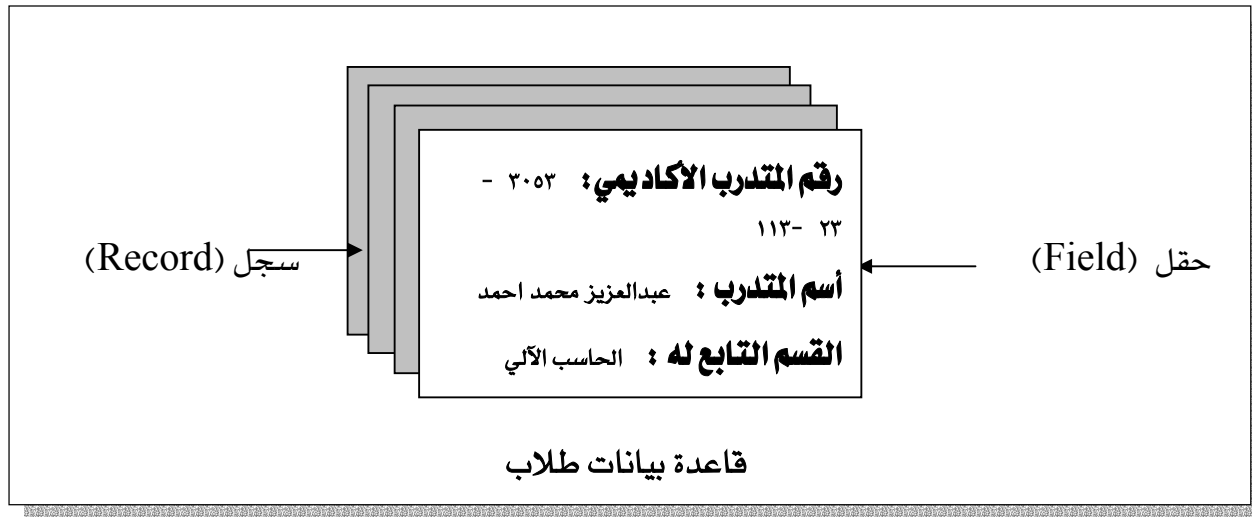 رقم المتدرب الأكاديمي: ٣٠٥٣ -
٢٣ -١١٣
حقل (Field)
سجل (Record)
أسم المتدرب : عبدالعزيز محمد احمد
القسم التابع له : الحاسب الآلي
قاعدة بيانات طلاب